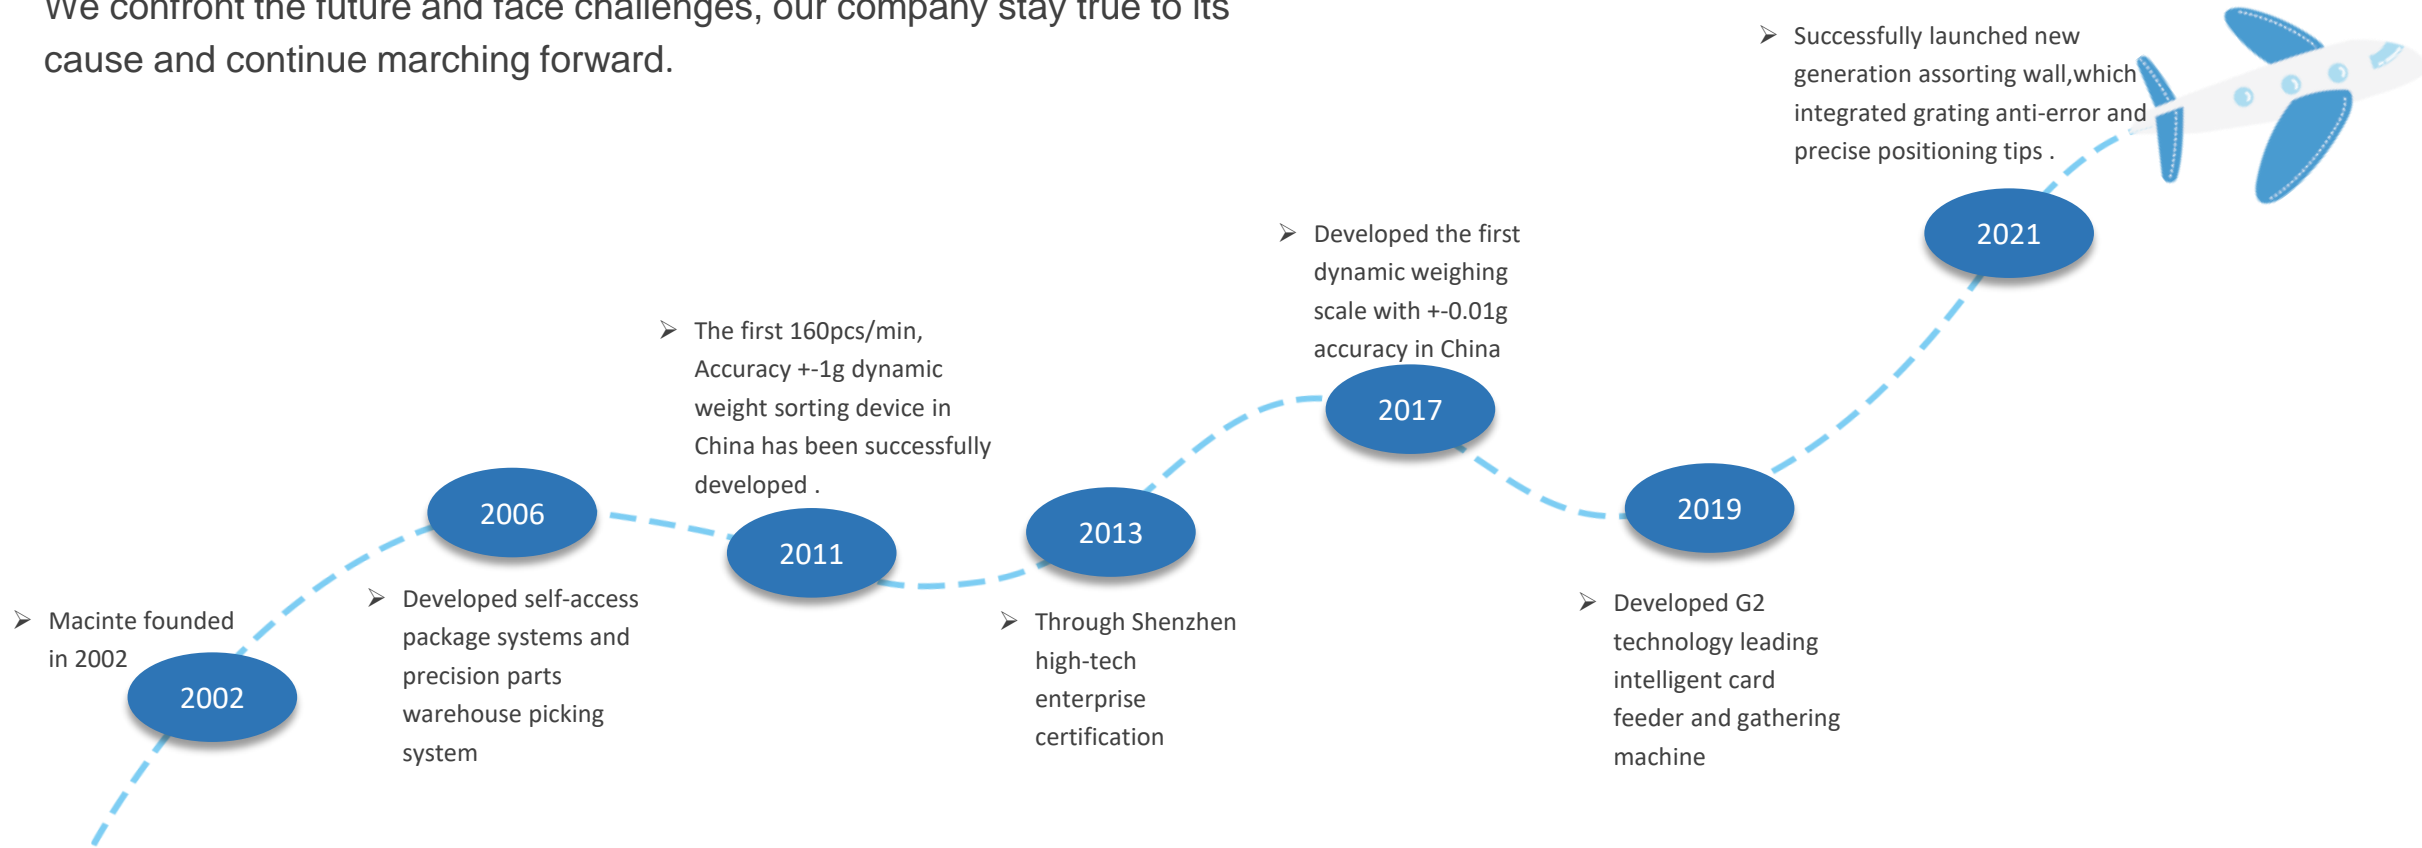 We confront the future and face challenges, our company stay true to its
cause and continue marching forward.
➢ Successfully launched new
generation assorting wall,which
integrated grating anti-error and
precise positioning tips .
2021
➢ Developed the first
dynamic weighing
scale with +-0.01g
accuracy in China
2017
➢ The first 160pcs/min,
Accuracy +-1g dynamic
weight sorting device in
China has been successfully
developed .
2011
2006
➢ Developed self-access
package systems and
precision parts
warehouse picking
system
2013
➢ Through Shenzhen
high-tech
enterprise
certification
2019
➢ Developed G2
technology leading
intelligent card
feeder and gathering
machine
➢ Macinte founded
in 2002
2002